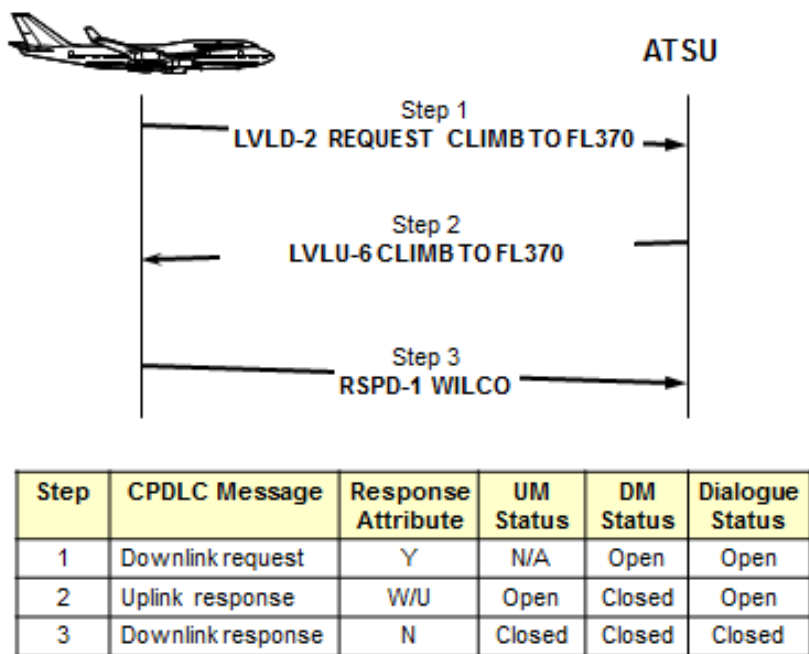 ATSU
Step 1
LVLD-2 REQUEST CLIMB TO FL370
Step 2
LVLU-6 CLIMB TO FL370
Step 3
RSPD-1 WILCO
Step CPDLC Message Response Attribute UM Status DM Status Dialogue Status
1 Downlink request Y N/A Open Open
2 Uplink response W/U Open Closed Open
3 Downlink response N Closed Closed Closed